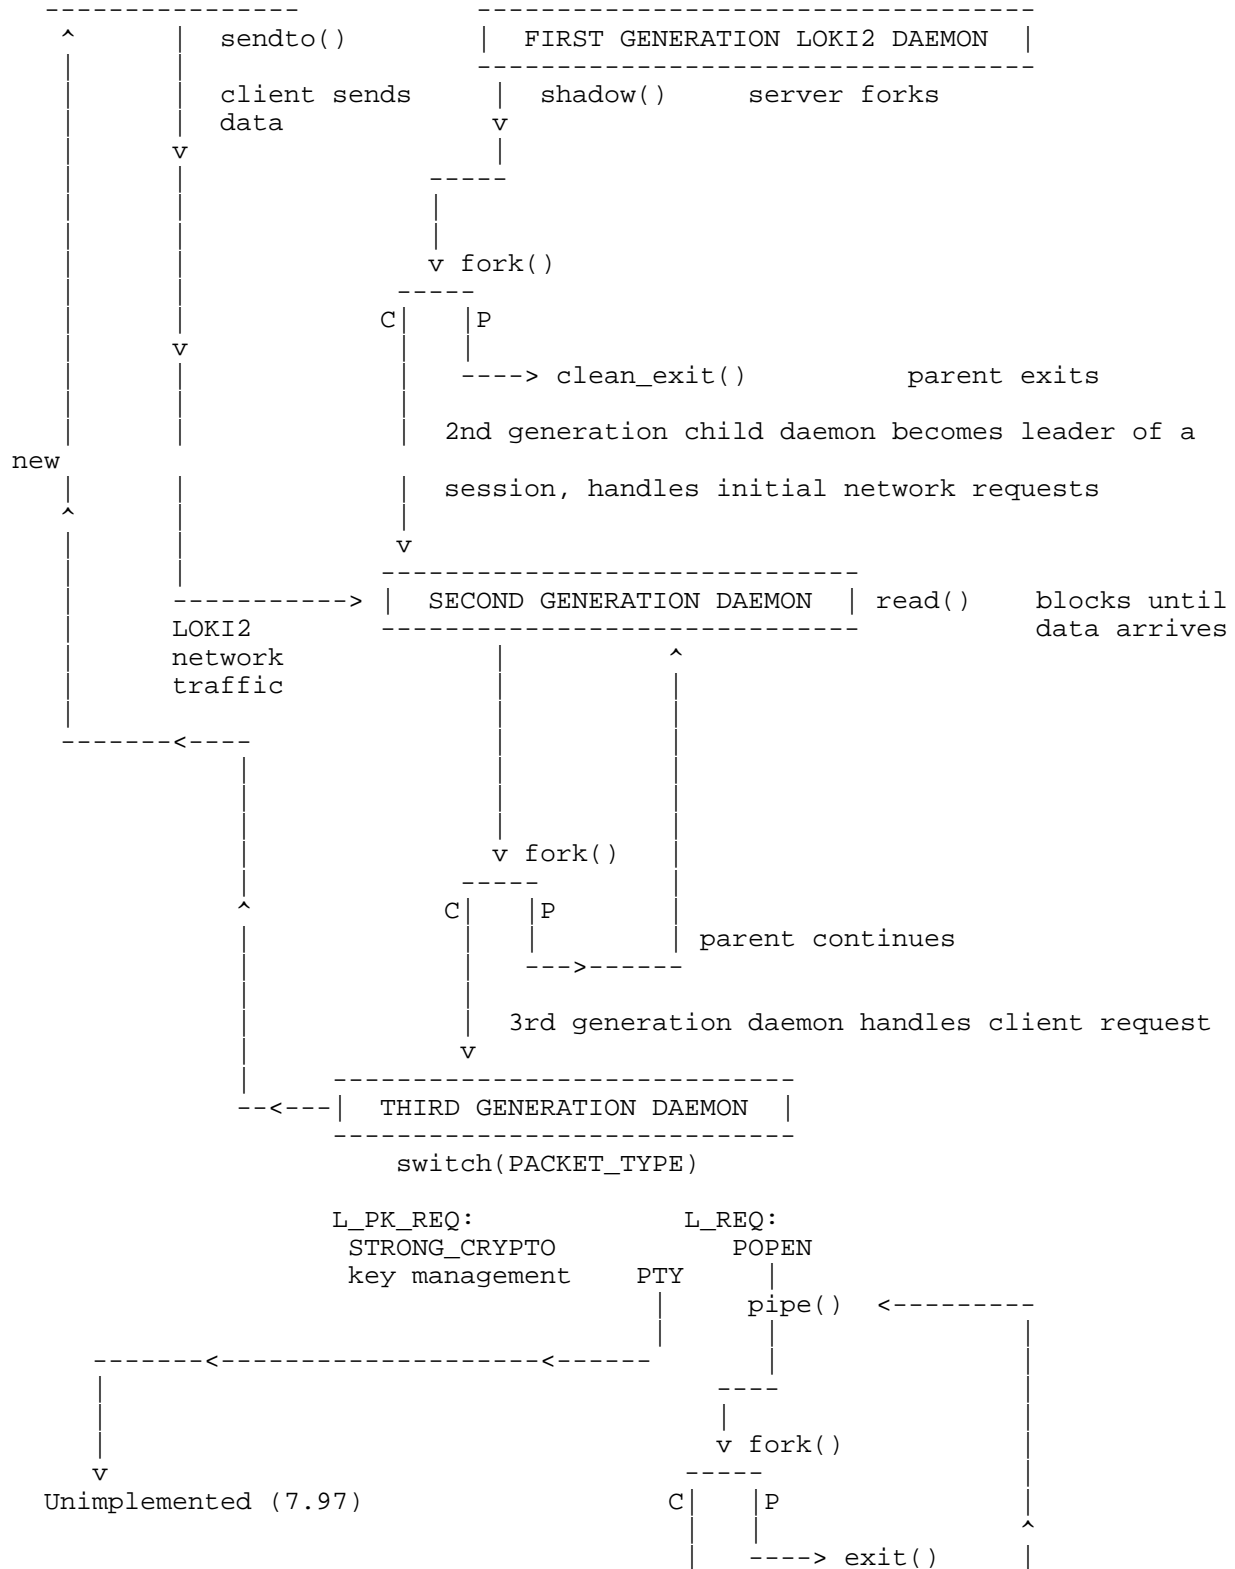 sendto() FIRST GENERATION LOKI2 DAEMON
client sends shadow() server forks
data
fork()
C P
clean_exit() parent exits
2nd generation child daemon becomes leader of a
new
session, handles initial network requests
SECOND GENERATION DAEMON read() blocks until
LOKI2 data arrives
network
traffic
fork()
C P
parent continues
3rd generation daemon handles client request
THIRD GENERATION DAEMON
switch(PACKET_TYPE)
L_PK_REQ: L_REQ:
STRONG_CRYPTO POPEN
key management PTY
pipe()
fork()
Unimplemented (7.97) C P
exit()